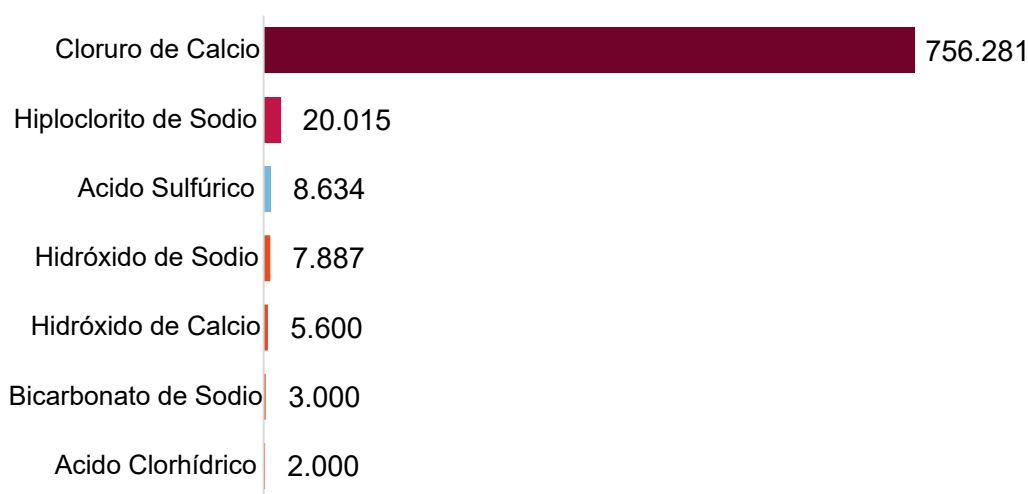 Cloruro de Calcio 756.281
Hiploclorito de Sodio 20.015
Acido Sulfúrico 8.634
Hidróxido de Sodio 7.887
Hidróxido de Calcio 5.600
Bicarbonato de Sodio 3.000
Acido Clorhídrico 2.000